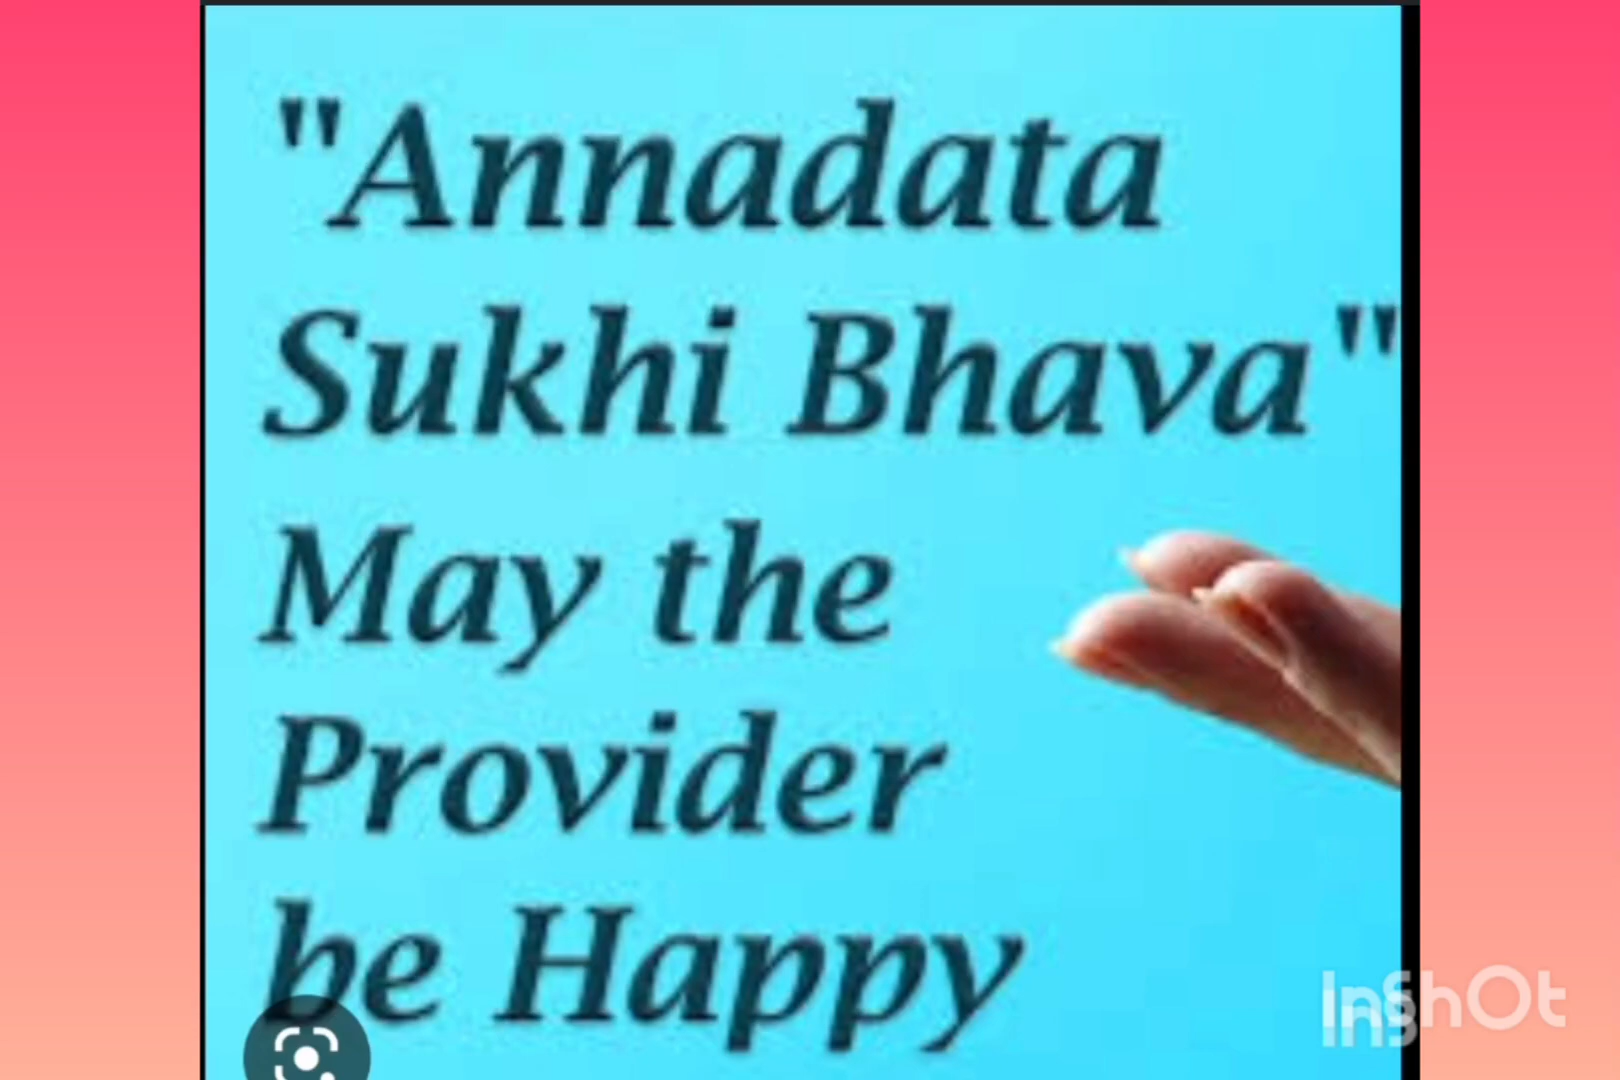 "Annadata
Sukhi Bhava"
May the
Provider
be Happy
InShOt